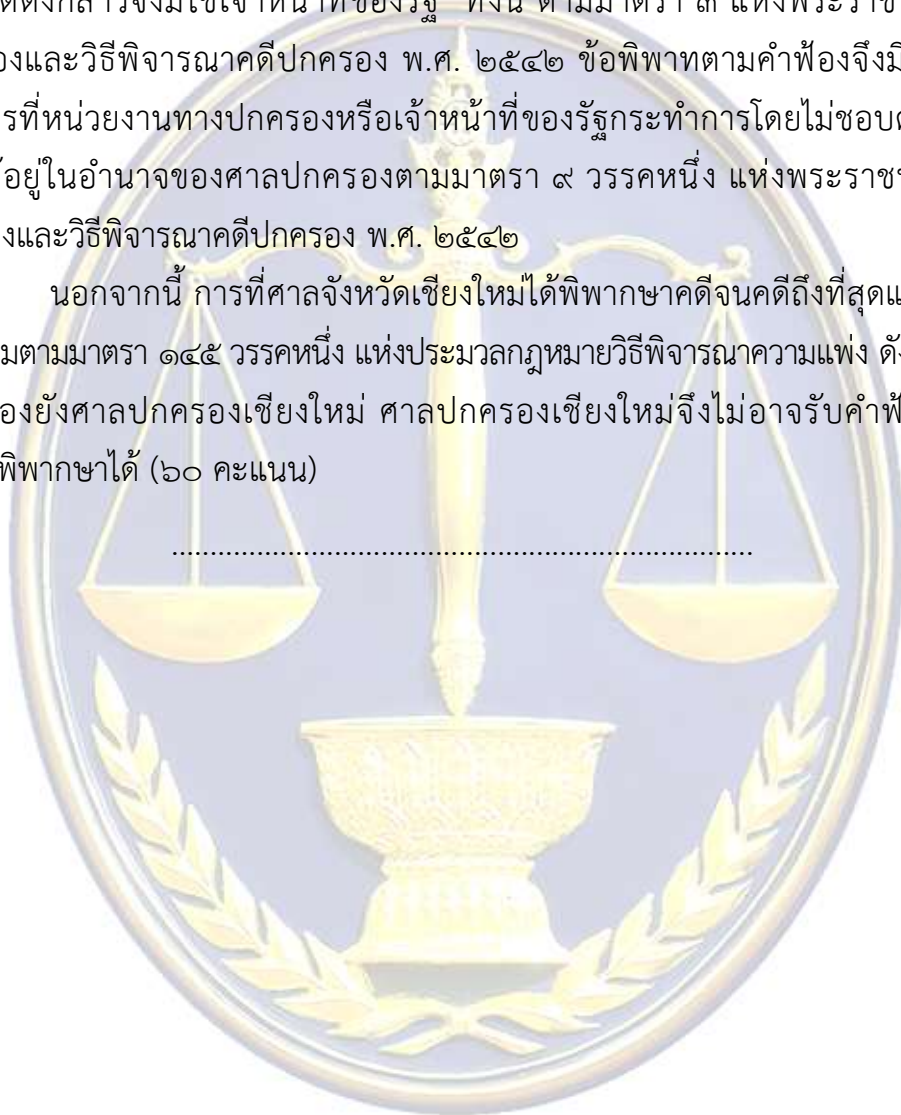 ดดังกล่าวจึงมิใช่เจ้าหน้าที่ของรัฐ ทั้งนี้ ตามมาตรา ๓ แห่งพระราช
องและวิธีพิจารณาคดีปกครอง พ.ศ. ๒๕๔๒ ข้อพิพาทตามคำฟ้องจึงมิ
รที่หน่วยงานทางปกครองหรือเจ้าหน้าที่ของรัฐกระทำการโดยไม่ชอบด
อยู่ในอำนาจของศาลปกครองตามมาตรา ๙ วรรคหนึ่ง แห่งพระราช
งและวิธีพิจารณาคดีปกครอง พ.ศ. ๒๕๔๒
นอกจากนี้ การที่ศาลจังหวัดเชียงใหม่ได้พิพากษาคดีจนคดีถึงที่สุดแ
มตามมาตรา ๑๔๕ วรรคหนึ่ง แห่งประมวลกฎหมายวิธีพิจารณาความแพ่ง ดัง
องยังศาลปกครองเชียงใหม่ ศาลปกครองเชียงใหม่จึงไม่อาจรับคำฟ้
พิพากษาได้ (๖๐ คะแนน)
............................................................................